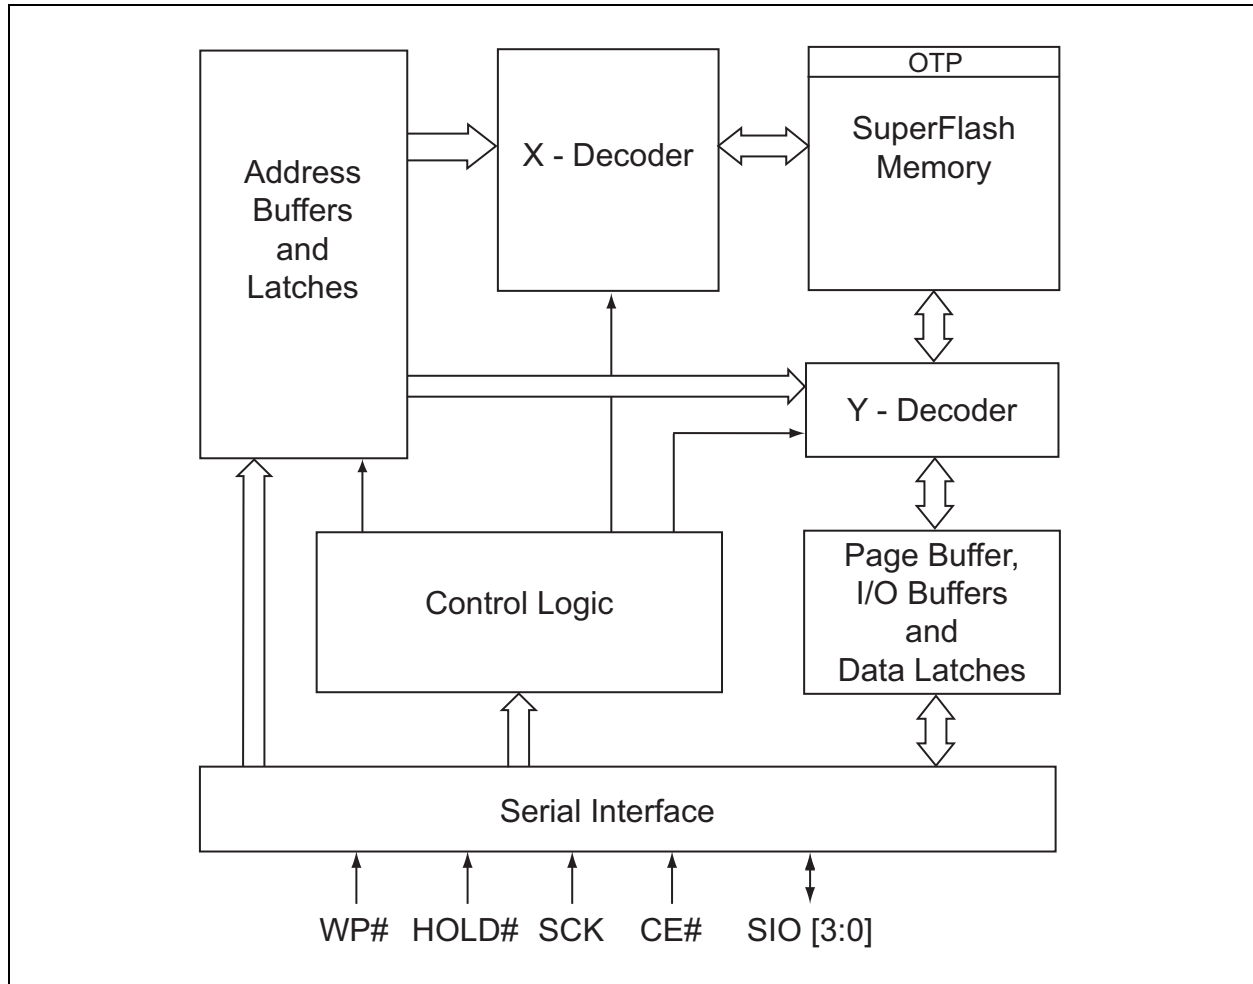 OTP
SuperFlash
Memory
X - Decoder
Address
Buffers
and
Latches
Y - Decoder
Control Logic
Page Buffer,
I/O Buffers
and
Data Latches
Serial Interface
WP# HOLD# SCK CE# SIO [3:0]